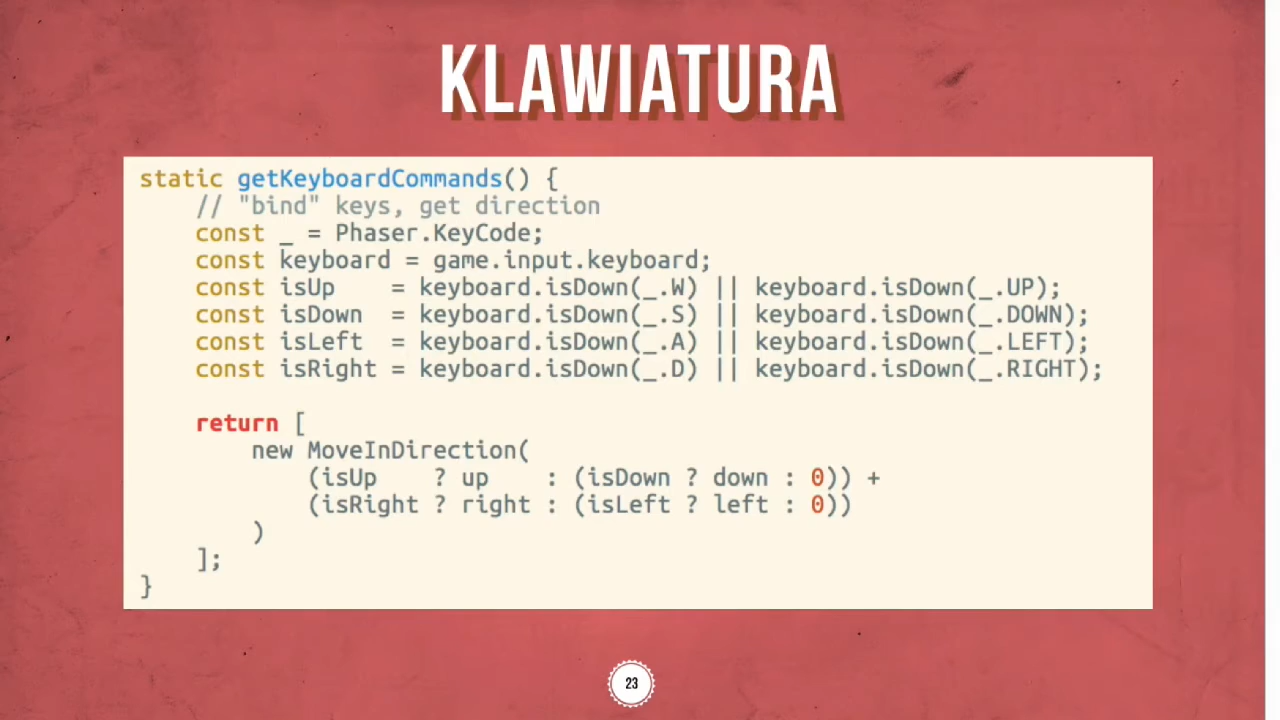 KLAWIATURA
static getKeyboardCommands() {
    // "bind" keys, get direction
    const _ = Phaser.KeyCode;
    const keyboard = game.input.keyboard;
    const isUp    = keyboard.isDown(_.W) || keyboard.isDown(_.UP);
    const isDown  = keyboard.isDown(_.S) || keyboard.isDown(_.DOWN);
    const isLeft  = keyboard.isDown(_.A) || keyboard.isDown(_.LEFT);
    const isRight = keyboard.isDown(_.D) || keyboard.isDown(_.RIGHT);

    return [
        new MoveInDirection(
            (isUp    ? up    : (isDown ? down : 0)) +
            (isRight ? right : (isLeft ? left : 0))
        )
    ];
}
23